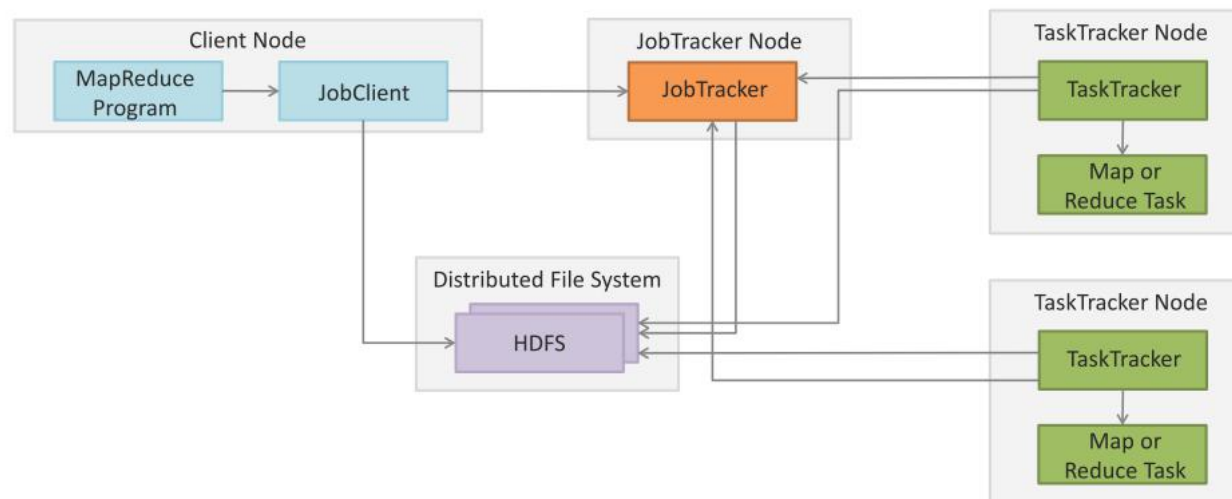 Client Node
MapReduce
Program
JobClient
JobTracker Node
JobTracker
TaskTracker Node
TaskTracker
Map or
Reduce Task
Distributed File System
HDFS
TaskTracker Node
TaskTracker
Map or
Reduce Task